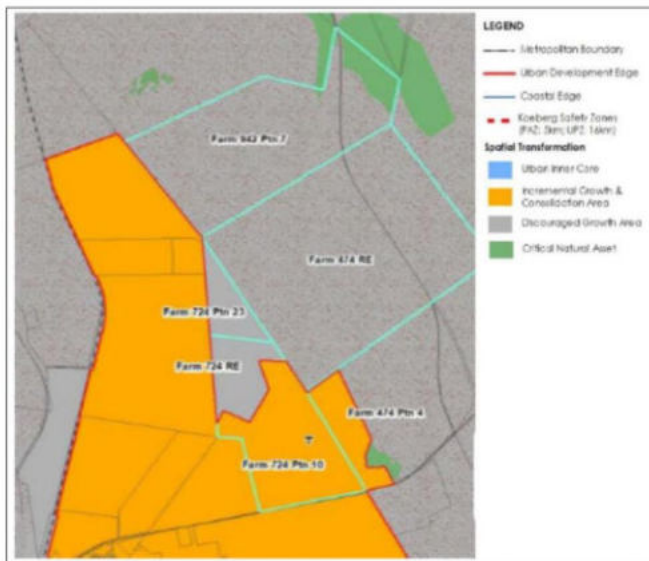 LEGEND
Metropolitan Boundary
Urban Development Edge
Coastal Edge
Koeberg Safety Zones
(PAZ: 5km; UPZ: 16km)
Spatial Transformation
Urban Inner Core
Incremental Growth &
Consolidation Area
Discouraged Growth Area
Critical Natural Asset
Farm 943 Ptn 7
Farm 474 RE
Farm 724 Ptn 23
Farm 724 RE
Farm 474 Ptn 4
Farm 724 Ptn 10